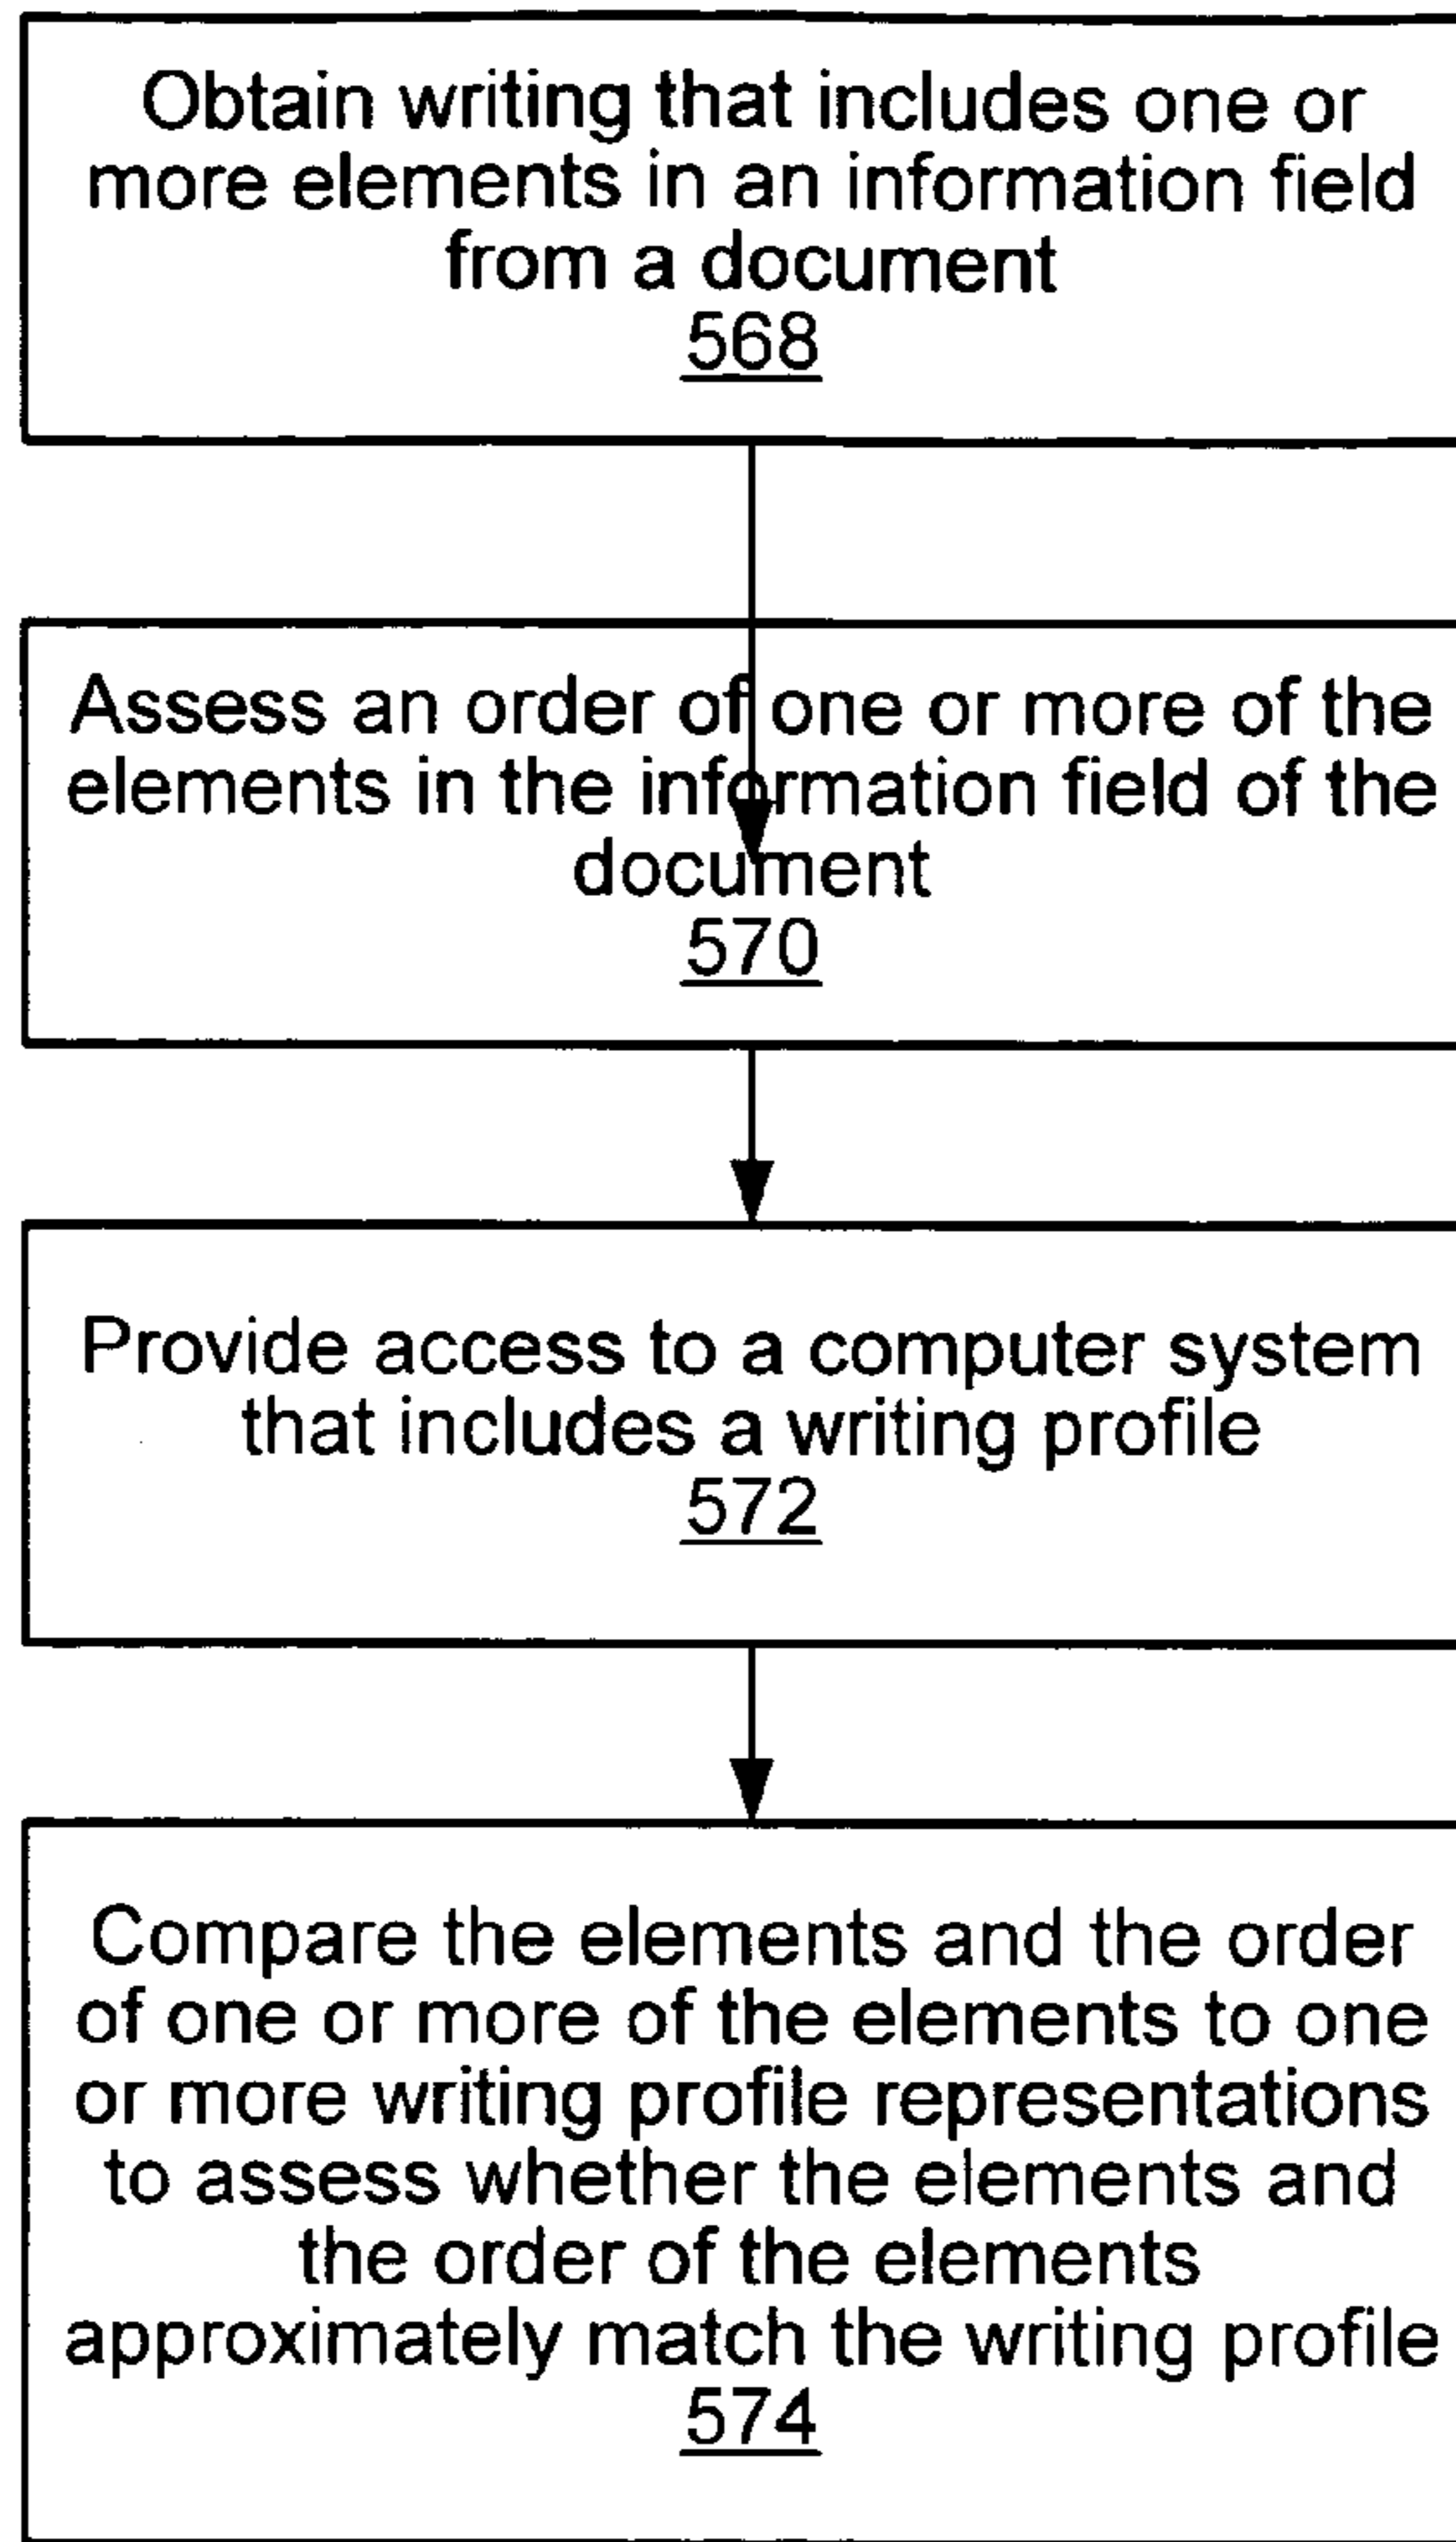 Obtain writing that includes one or
more elements in an information field
from a document
568
Assess an order of one or more of the
elements in the information field of the
document
570
Provide access to a computer system
that includes a writing profile
572
Compare the elements and the order
of one or more of the elements to one
or more writing profile representations
to assess whether the elements and
the order of the elements
approximately match the writing profile
574